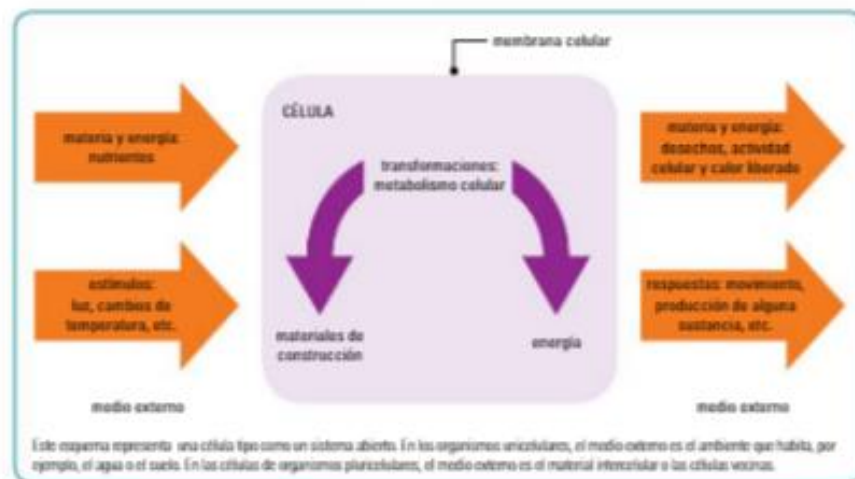 membrana celular
CÉLULA
materia y energía:
nutrientes
transformaciones:
metabolismo celular
materia y energía:
desechos, actividad
celular y calor liberado
estímulos:
luz, cambios de
temperatura, etc.
materiales de
construcción
energía
respuestas: movimiento,
producción de alguna
sustancia, etc.
medio externo
medio externo
Este esquema representa una célula tipo como un sistema abierto. En los organismos unicelulares, el medio externo es el ambiente que habita, por
ejemplo, el agua o el suelo. En las células de organismos pluricelulares, el medio externo es el material intercelular o las células vecinas.